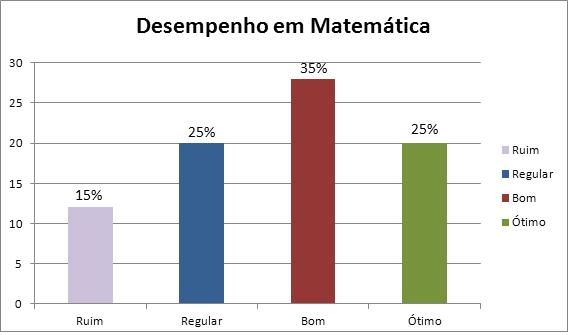 Desempenho em Matemática
30
25
20
15
10
5
0
15%
25%
35%
25%
Ruim
Regular
Bom
Ótimo
Ruim
Regular
Bom
Ótimo